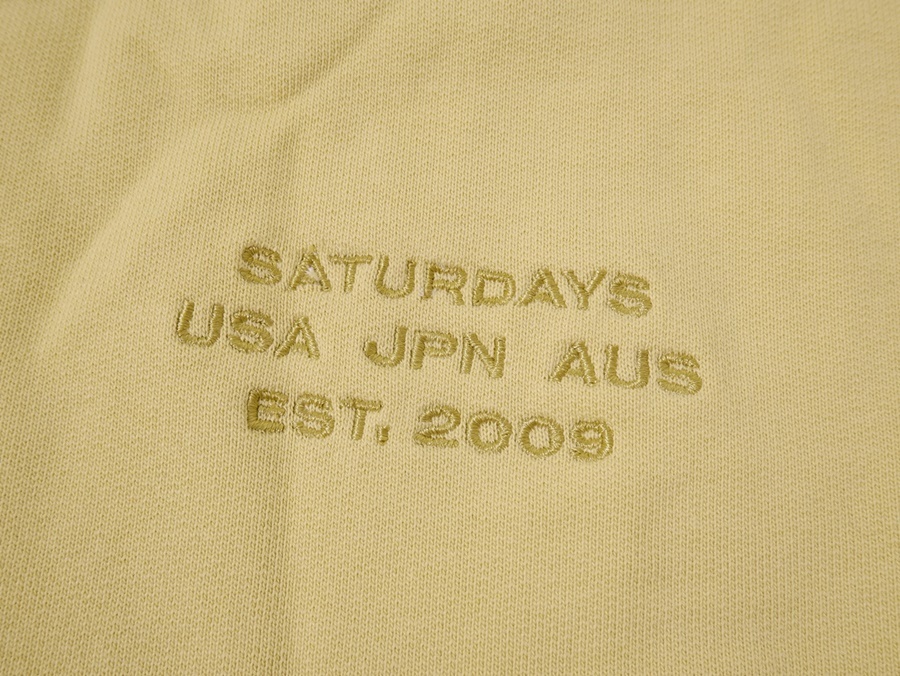 SATURDAYS
USA JPN AUS
EST. 2009